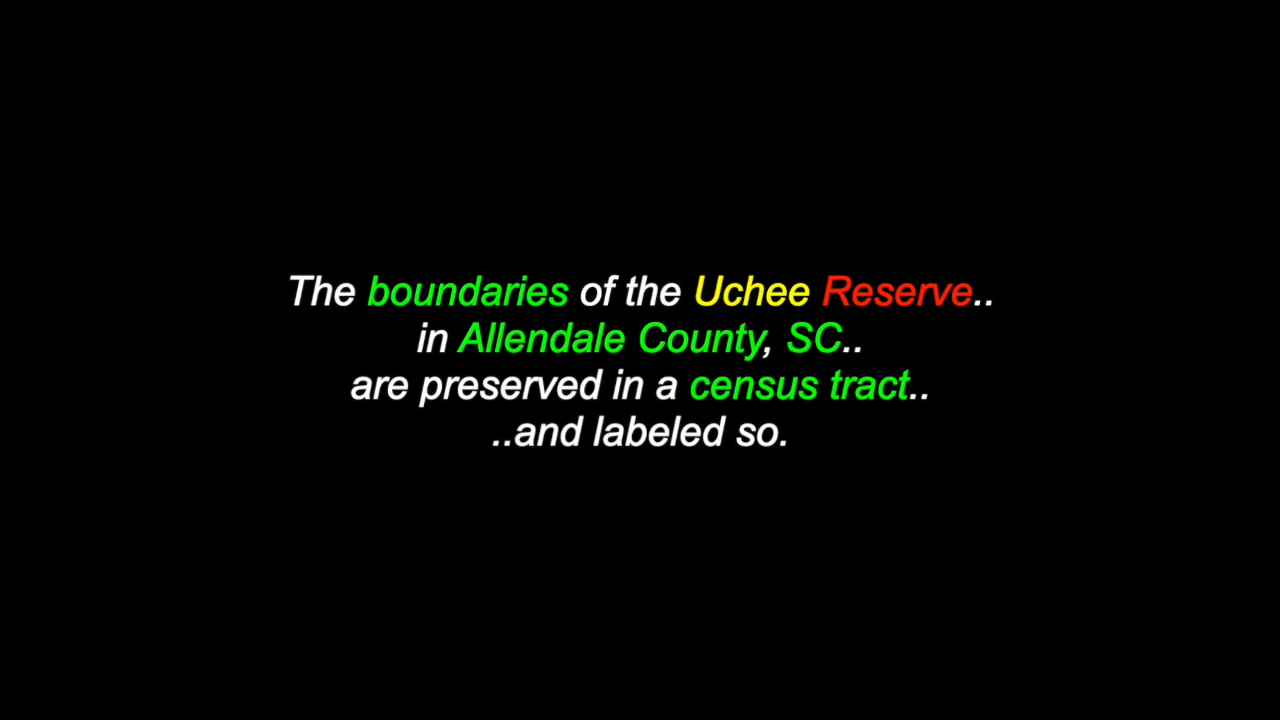 The boundaries of the Uchee Reserve..
in Allendale County, SC..
are preserved in a census tract..
..and labeled so.